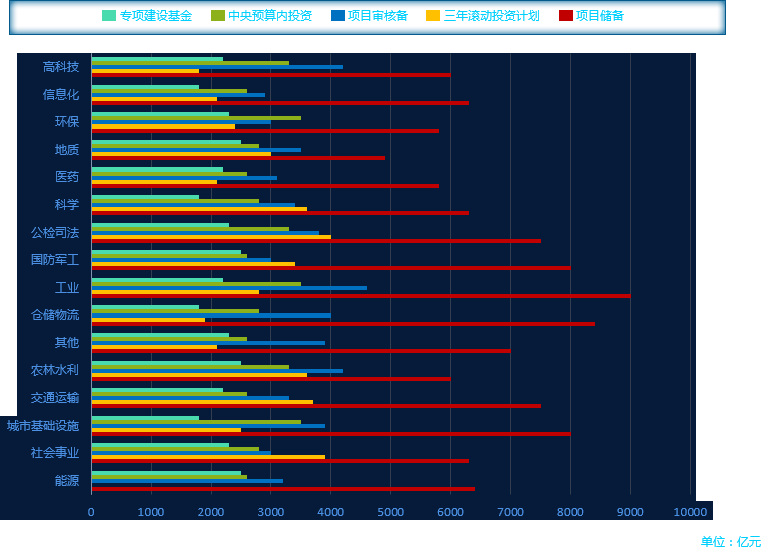 专项建设基金 中央预算内投资 项目审核备 三年滚动投资计划 项目储备
高科技
信息化
环保
地质
医药
科学
公检司法
国防军工
工业
仓储物流
其他
农林水利
交通运输
城市基础设施
社会事业
能源
0 1000 2000 3000 4000 5000 6000 7000 8000 9000 10000
单位：亿元